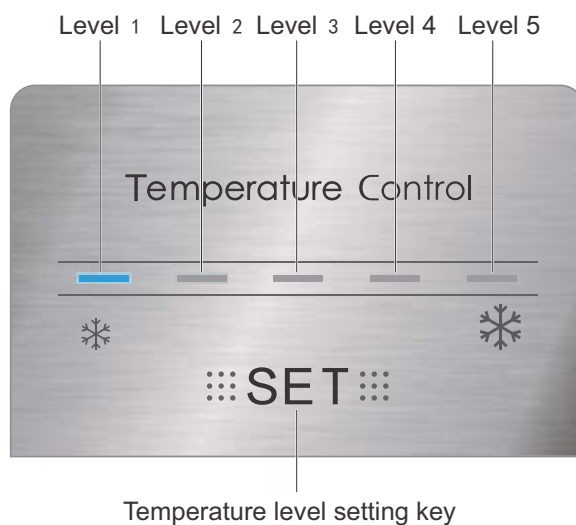 Level 1 Level 2 Level 3 Level 4 Level 5
Temperature Control
SET
Temperature level setting key